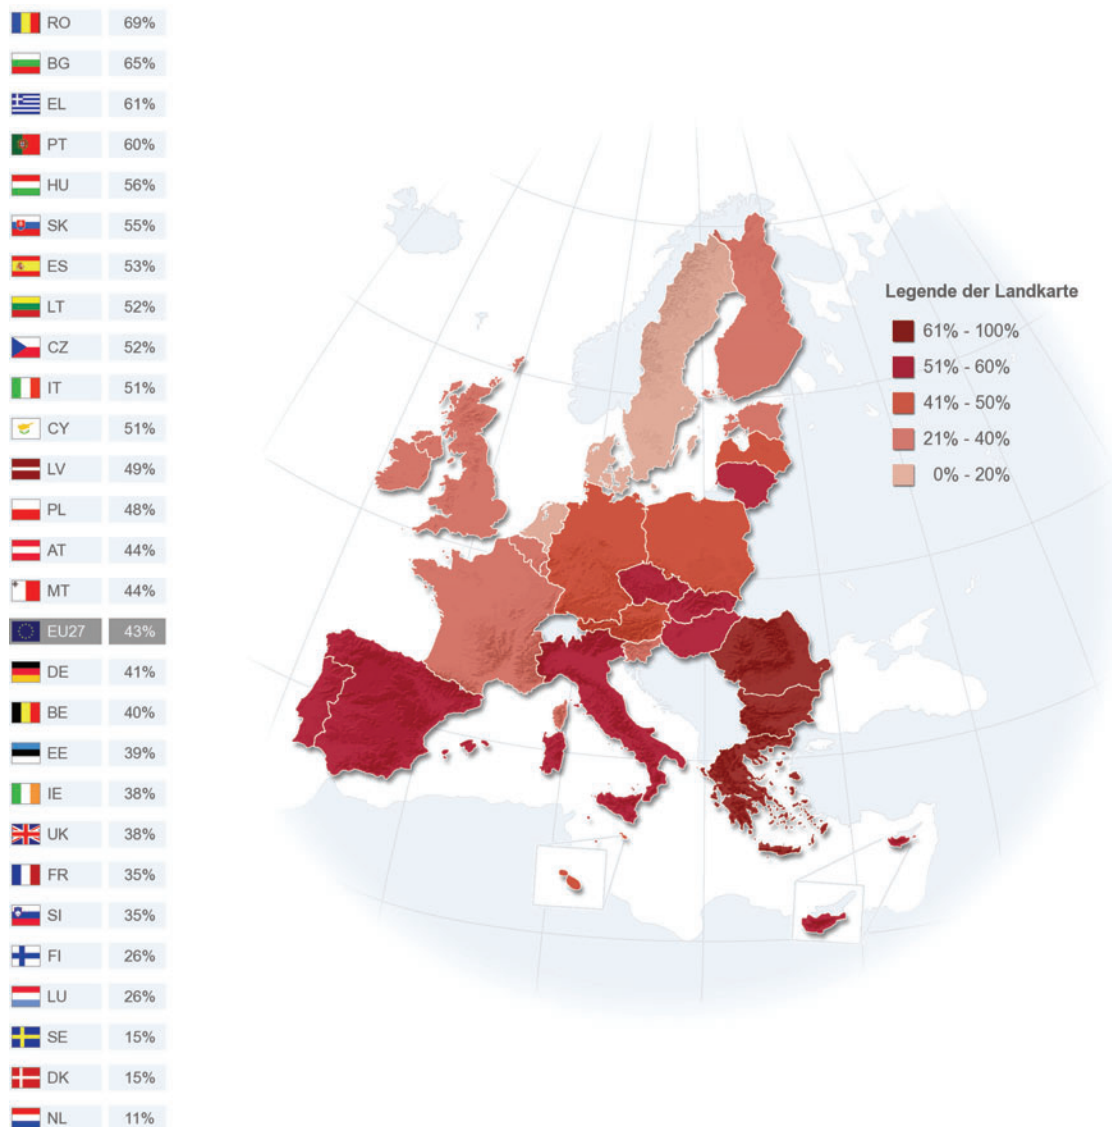 RO 69%
BG 65%
EL 61%
PT 60%
HU 56%
SK 55%
ES 53%
LT 52%
CZ 52%
IT 51%
CY 51%
LV 49%
PL 48%
AT 44%
MT 44%
EU27 43%
DE 41%
BE 40%
EE 39%
IE 38%
UK 38%
FR 35%
SI 35%
FI 26%
LU 26%
SE 15%
DK 15%
NL 11%
Legende der Landkarte
61% - 100%
51% - 60%
41% - 50%
21% - 40%
0% - 20%